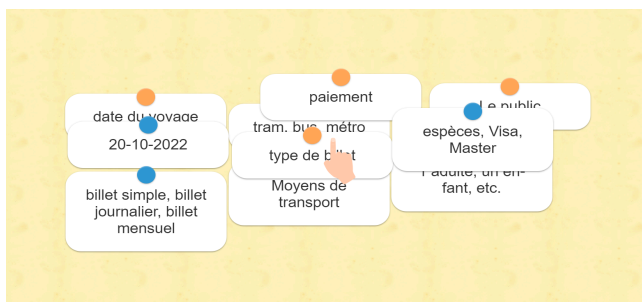 paiement
Le public
date du voyage
tram, bus, métro
espèces, Visa,
Master
20-10-2022
type de billet
l'adulte, un en-
fant, etc.
Moyens de
transport
billet simple, billet
journalier, billet
mensuel